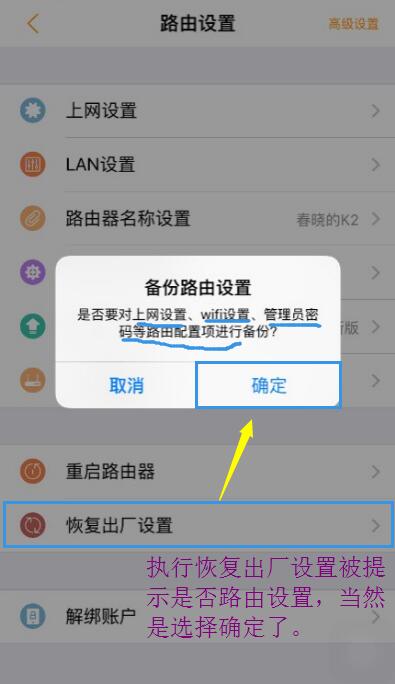 路由设置
高级设置
上网设置
LAN设置
路由器名称设置
春晓的K2
备份路由设置
是否要对上网设置、wifi设置、管理员密
码等路由配置项进行备份?
新版
取消
确定
重启路由器
恢复出厂设置
执行恢复出厂设置被提
示是否路由设置，当然
是选择确定了。
解绑账户